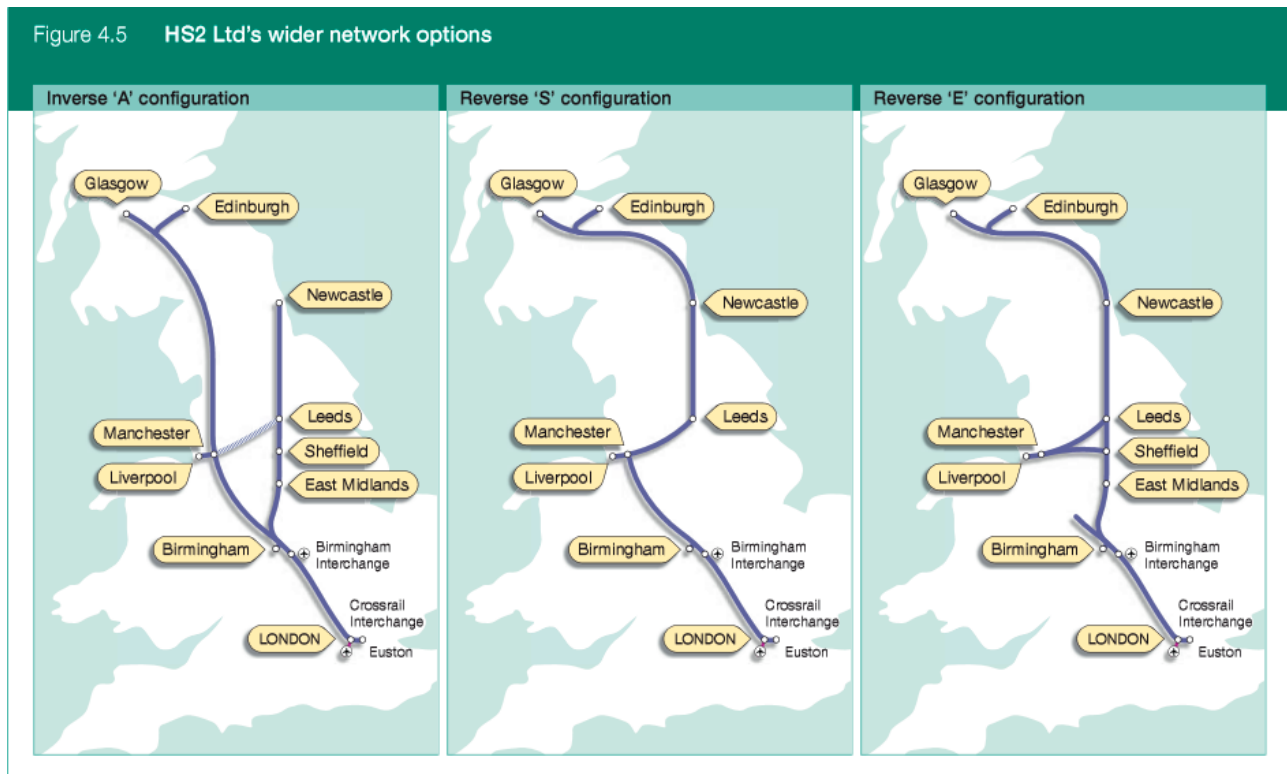 Figure 4.5 HS2 Ltd's wider network options
Inverse 'A' configuration
Glasgow
Edinburgh
Newcastle
Leeds
Manchester
Sheffield
Liverpool
East Midlands
Birmingham
Birmingham
Interchange
Crossrail
Interchange
LONDON
Euston
Reverse 'S' configuration
Glasgow
Edinburgh
Newcastle
Leeds
Manchester
Liverpool
Birmingham
Birmingham
Interchange
Crossrail
Interchange
LONDON
Euston
Reverse 'E' configuration
Glasgow
Edinburgh
Newcastle
Leeds
Manchester
Sheffield
Liverpool
East Midlands
Birmingham
Birmingham
Interchange
Crossrail
Interchange
LONDON
Euston